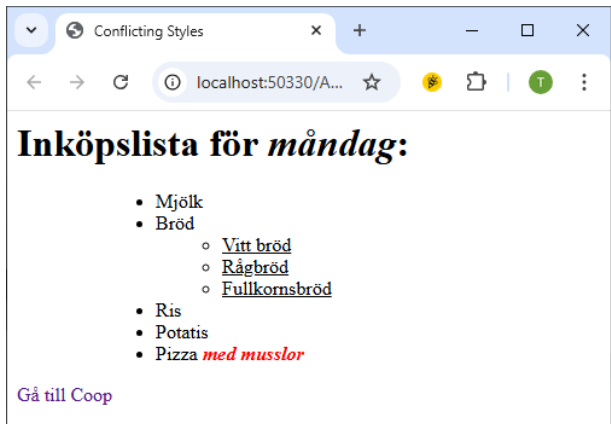 Conflicting Styles
localhost:50330/A...
T
Inköpslista för måndag:
Mjölk
Bröd
Vitt bröd
Rågbröd
Fullkornsbröd
Ris
Potatis
Pizza med musslor
Gå till Coop